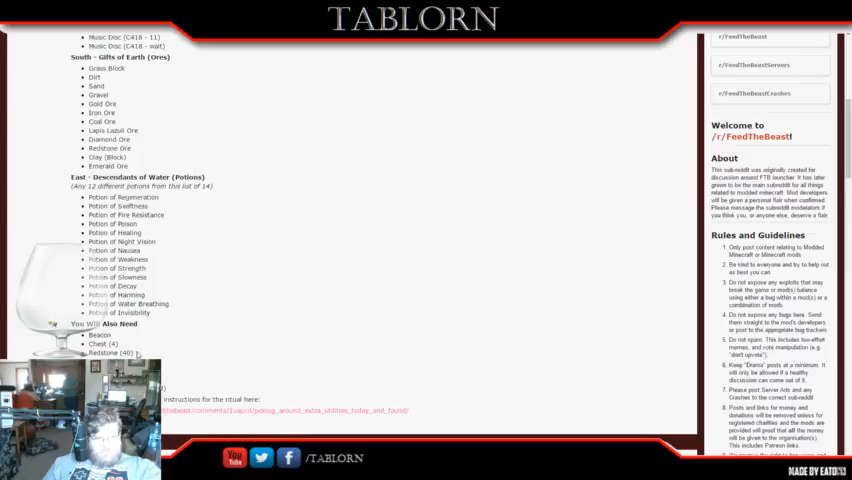 TABLORN
Music Disc (C418 - 11)
Music Disc (C418 - wait)
South - Gifts of Earth (Ores)
Grass Block
Dirt
Sand
Gravel
Gold Ore
Iron Ore
Coal Ore
Lapis Lazuli Ore
Diamond Ore
Redstone Ore
Clay (Block)
Emerald Ore
East - Descendants of Water (Potions)
(Any 12 different potions from this list of 14)
Potion of Regeneration
Potion of Swiftness
Potion of Fire Resistance
Potion of Poison
Potion of Healing
Potion of Night Vision
Potion of Nausea
Potion of Weakness
Potion of Strength
Potion of Slowness
Potion of Decay
Potion of Harming
Potion of Water Breathing
Potion of Invisibility
You Will Also Need
Beacon
Chest (4)
Redstone (40)
instructions for the ritual here:
r/FeedTheBeast
r/FeedTheBeastServers
r/FeedTheBeastCrashes
Welcome to
/r/FeedTheBeast!
About
This sub-reddit was originally created for
discussion around FTB launcher. It has later
grown to be the main subreddit for all things
related to modded minecraft. Mod developers
will be given a personal flair when confirmed.
Please message the subreddit moderators if
you think you, or anyone else, deserve a flair
Rules and Guidelines
1. Only post content relating to Modded
Minecraft or Minecraft mods
2. Be kind to everyone and try to help out
as best you can
3. Do not expose any exploits that may
break the game or mod(s) balance
using either a bug within a mod(s) or a
combination of mods
4. Do not expose any bugs here. Send
them straight to the mod's developers
or post to the appropriate bug trackers
5. Do not spam. This includes low-effort
memes, and vote manipulation (e.g.
"don't upvote").
6. Keep "Drama" posts at a minimum. It
will only be allowed if a healthy
discussion can come out of it.
7. Please post Server Ads and any
Crashes to the correct sub-reddit
8. Posts and links for money and
donations will be removed unless for
registered charities and the mods are
provided will proof that all the money
will be given to the organisation(s).
This includes Patreon links.
You Tube
/TABLORN
MADE BY EATO